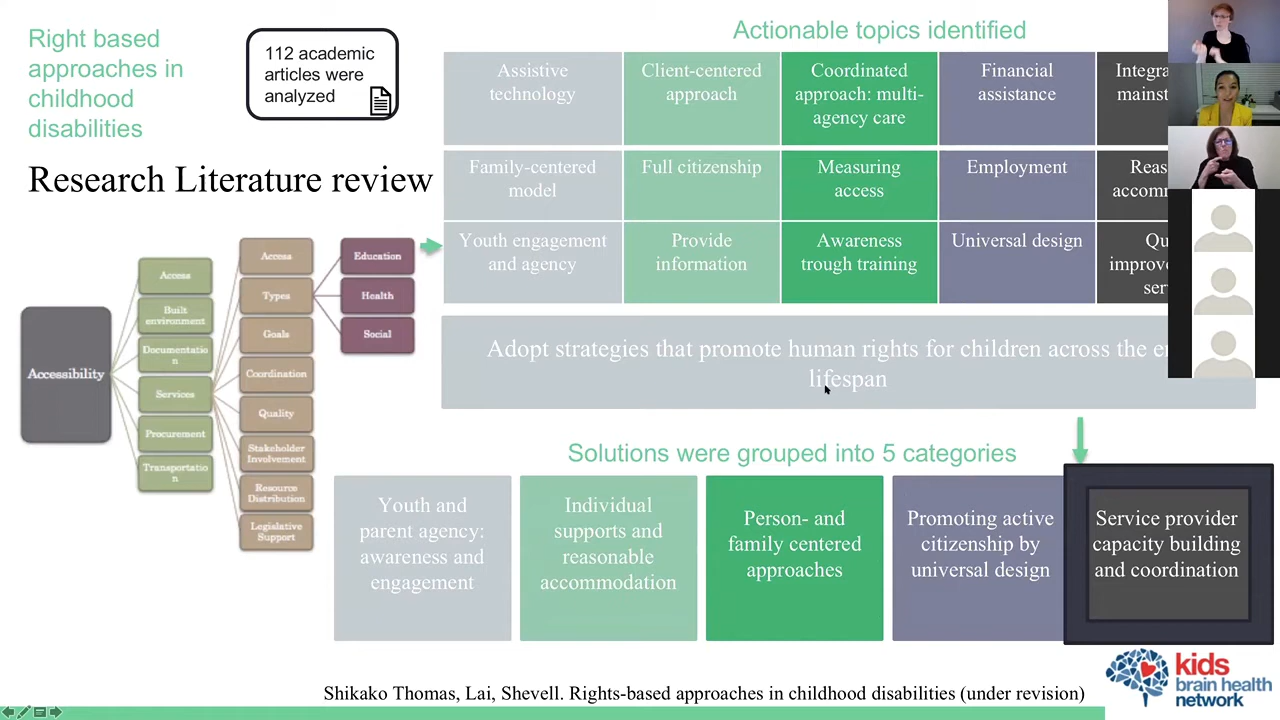 Right based
approaches in
childhood
disabilities
112 academic
articles were
analyzed
Research Literature review
Accessibility
Access
Built
environment
Documentatio
n
Services
Procurement
Transportatio
n
Access
Types
Goals
Coordination
Quality
Stakeholder
Involvement
Resource
Distribution
Legislative
Support
Education
Health
Social
Actionable topics identified
Assistive
technology
Client-centered
approach
Coordinated
approach: multi-
agency care
Financial
assistance
Family-centered
model
Full citizenship
Measuring
access
Employment
Youth engagement
and agency
Provide
information
Awareness
trough training
Universal design
Adopt strategies that promote human rights for children across the
lifespan
Solutions were grouped into 5 categories
Youth and
parent agency:
awareness and
engagement
Individual
supports and
reasonable
accommodation
Person- and
family centered
approaches
Promoting active
citizenship by
universal design
Service provider
capacity building
and coordination
Shikako Thomas, Lai, Shevell. Rights-based approaches in childhood disabilities (under revision)
kids
brain health
network